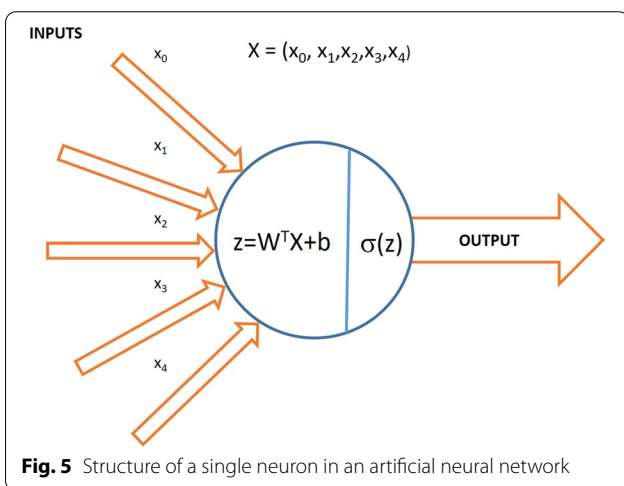 INPUTS
X = (x₀, x₁,x₂,x₃,x₄)
x₀
x₁
x₂
x₃
x₄
z=WᵀX+b
σ(z)
OUTPUT
Fig. 5 Structure of a single neuron in an artificial neural network